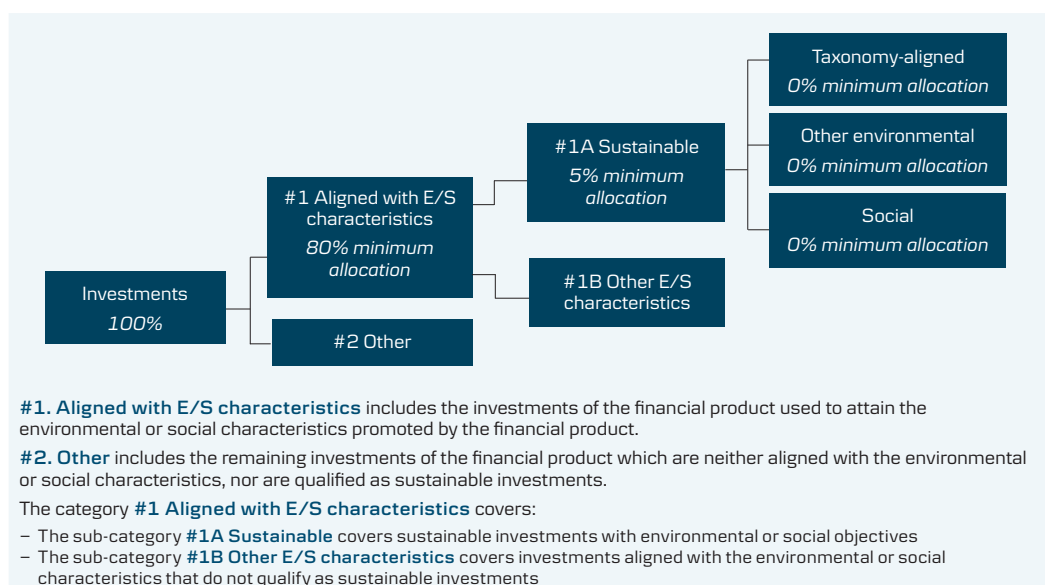 Investments
100%
#1 Aligned with E/S
characteristics
80% minimum
allocation
#2 Other
#1A Sustainable
5% minimum
allocation
#1B Other E/S
characteristics
Taxonomy-aligned
0% minimum allocation
Other environmental
0% minimum allocation
Social
0% minimum allocation
#1. Aligned with E/S characteristics includes the investments of the financial product used to attain the
environmental or social characteristics promoted by the financial product.
#2. Other includes the remaining investments of the financial product which are neither aligned with the environmental
or social characteristics, nor are qualified as sustainable investments.
The category #1 Aligned with E/S characteristics covers:
– The sub-category #1A Sustainable covers sustainable investments with environmental or social objectives
– The sub-category #1B Other E/S characteristics covers investments aligned with the environmental or social
characteristics that do not qualify as sustainable investments